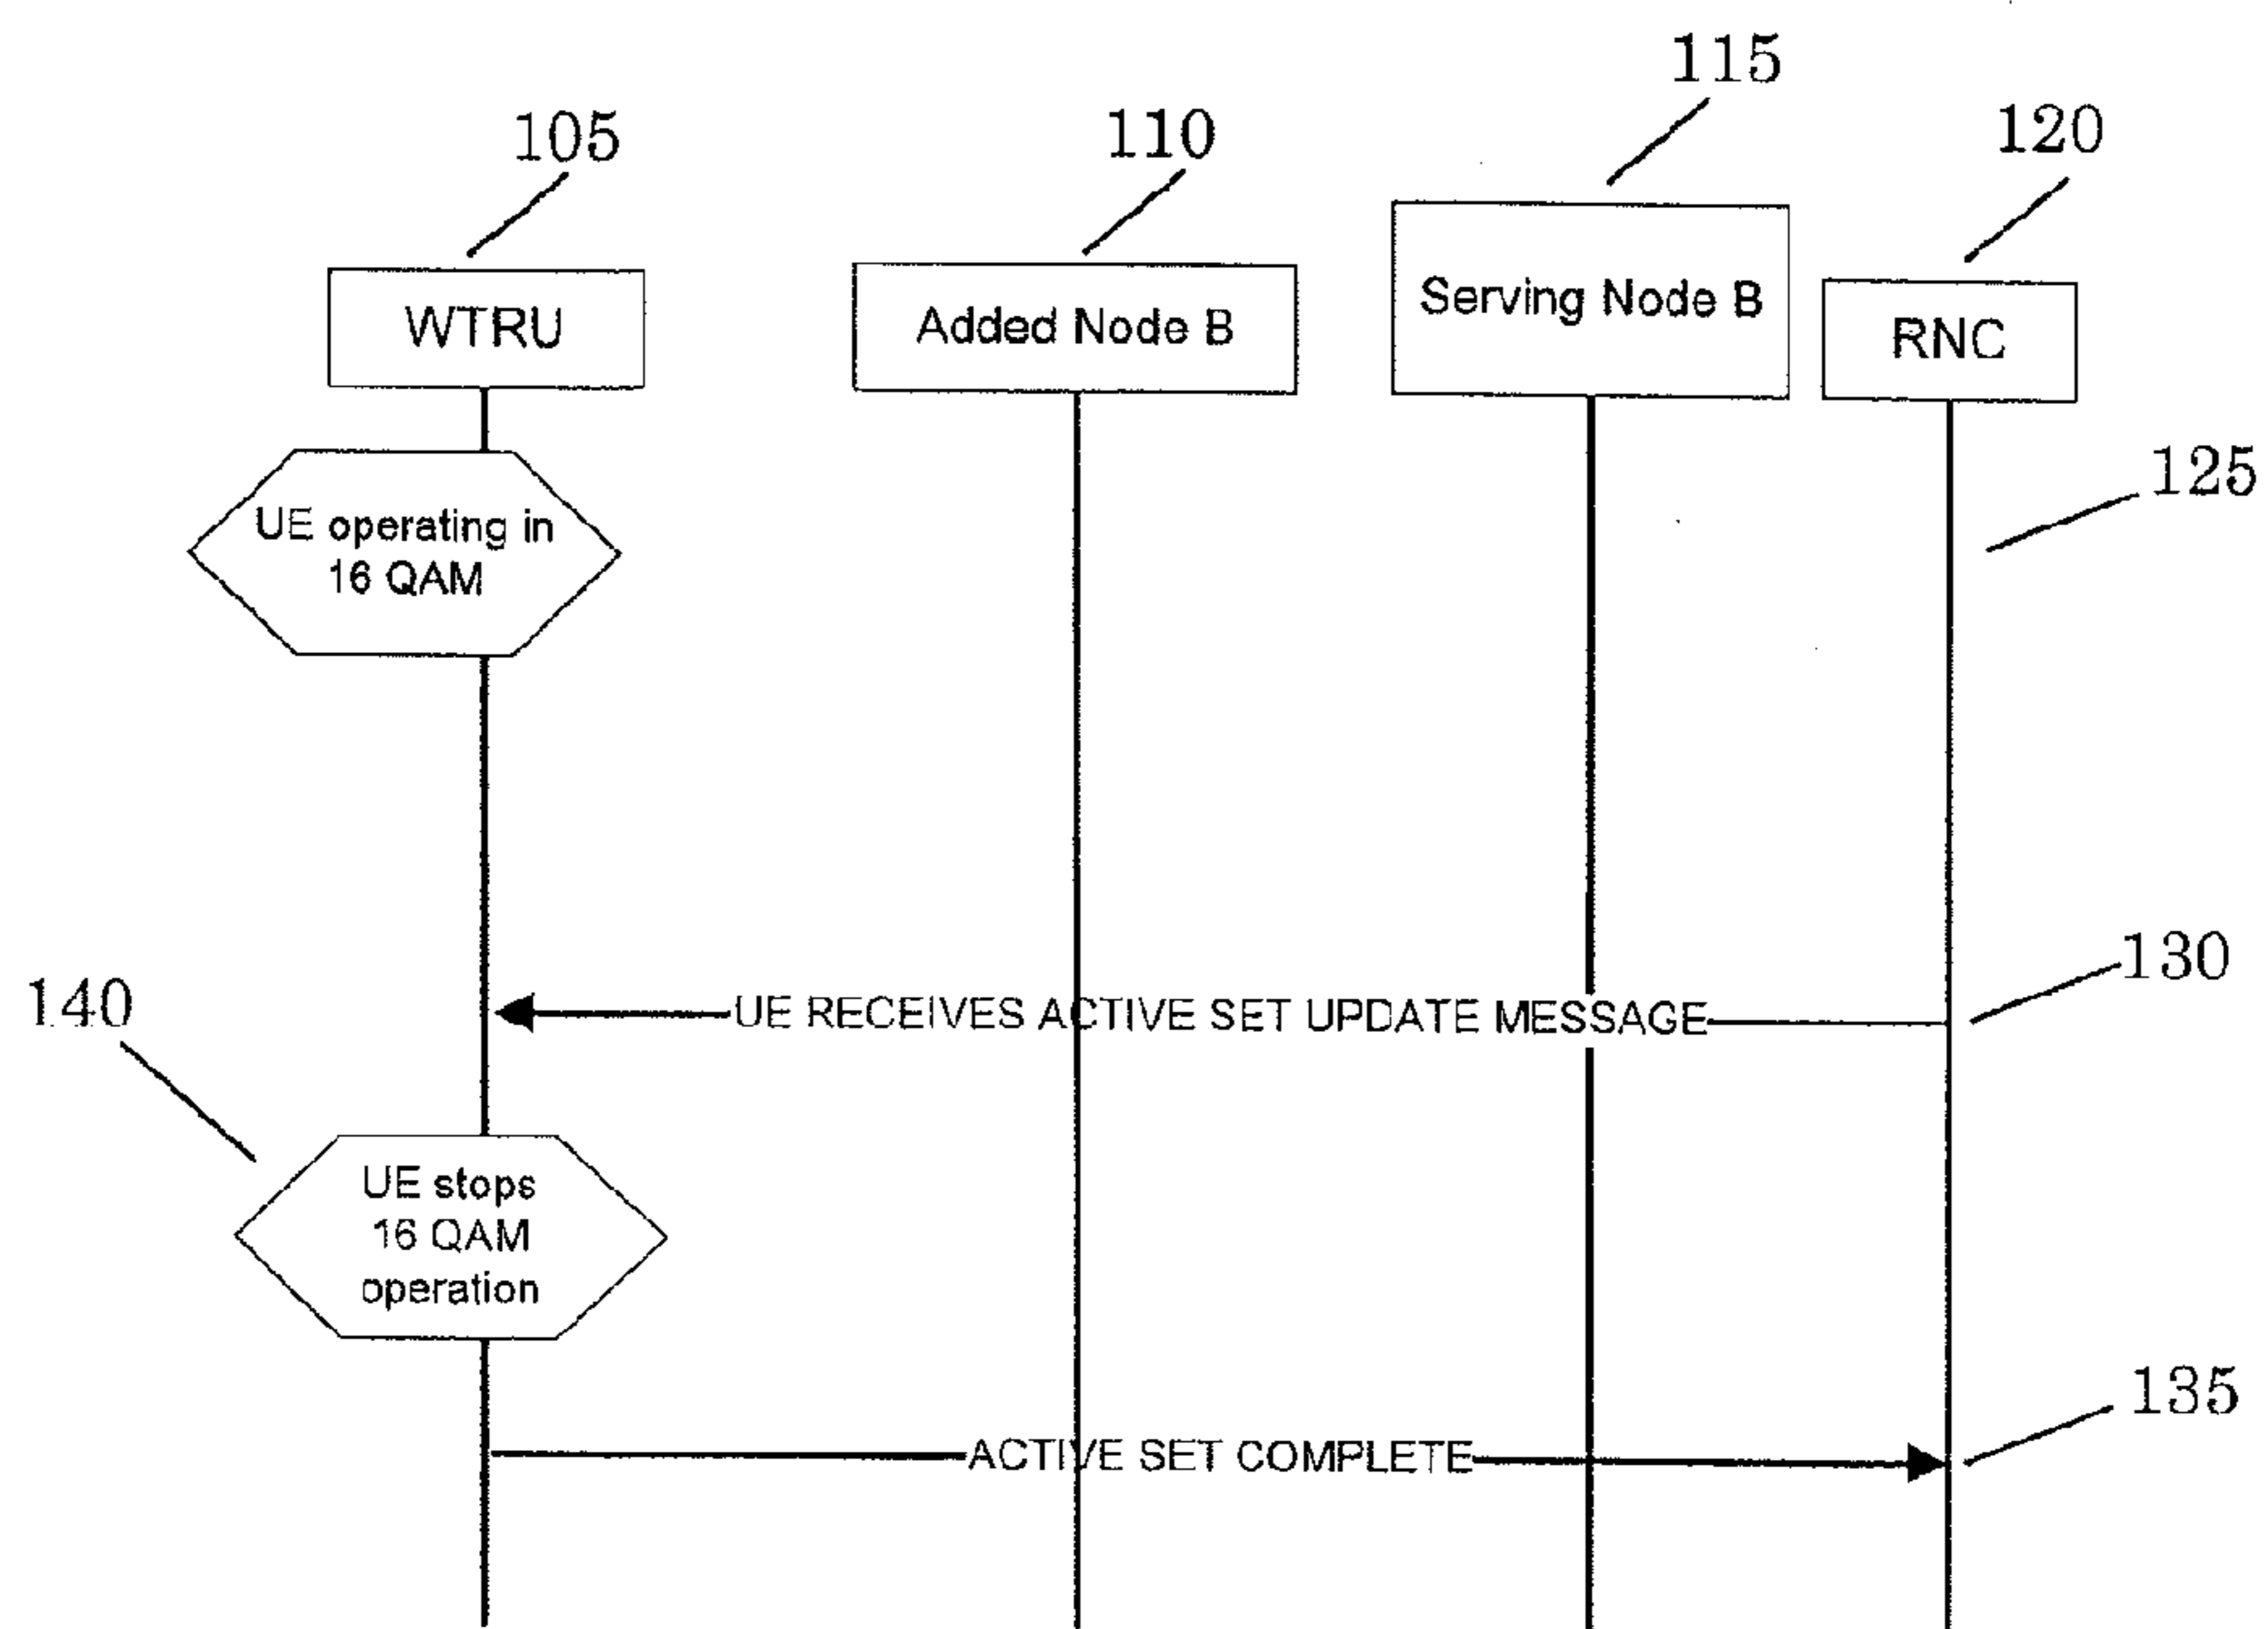 115
120
105
110
WTRU
Added Node B
Serving Node B
RNC
125
UE operating in
16 QAM
130
140
UE RECEIVES ACTIVE SET UPDATE MESSAGE
UE stops
16 QAM
operation
135
ACTIVE SET COMPLETE